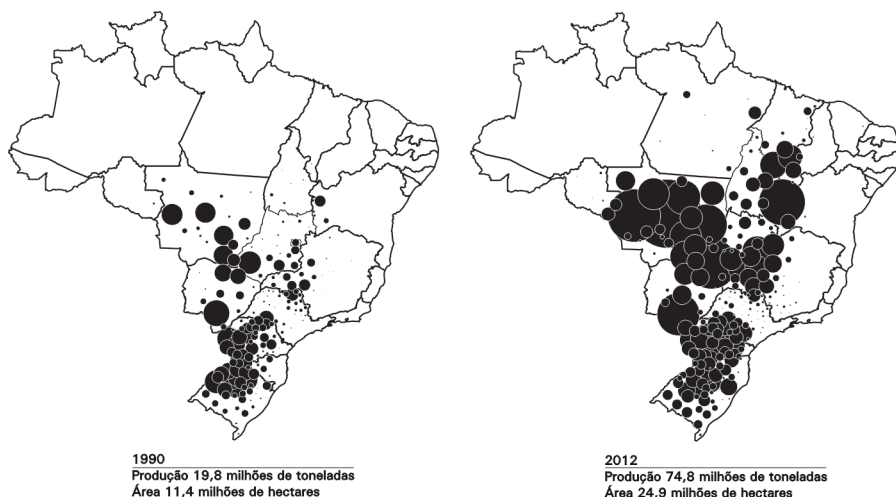 1990
Produção 19,8 milhões de toneladas
Área 11,4 milhões de hectares
2012
Produção 74,8 milhões de toneladas
Área 24,9 milhões de hectares